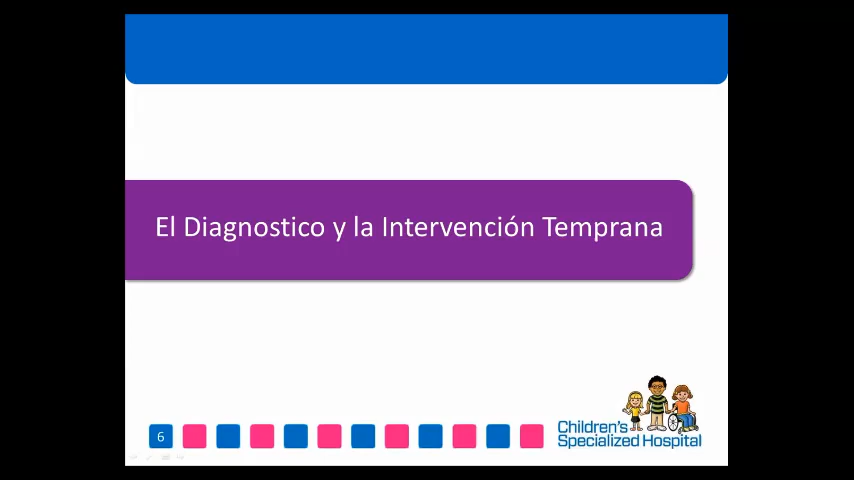 El Diagnostico y la Intervención Temprana
6
Children's
Specialized Hospital